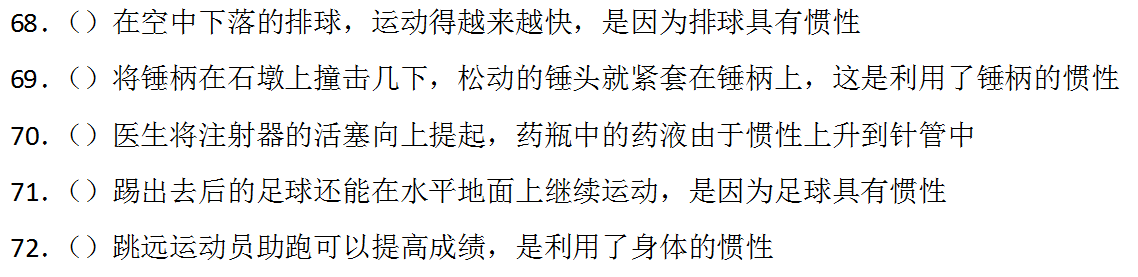 68.（）在空中下落的排球，运动得越来越快，是因为排球具有惯性
69.（）将锤柄在石墩上撞击几下，松动的锤头就紧套在锤柄上，这是利用了锤柄的惯性
70.（）医生将注射器的活塞向上提起，药瓶中的药液由于惯性上升到针管中
71.（）踢出去后的足球还能在水平地面上继续运动，是因为足球具有惯性
72.（）跳远运动员助跑可以提高成绩，是利用了身体的惯性